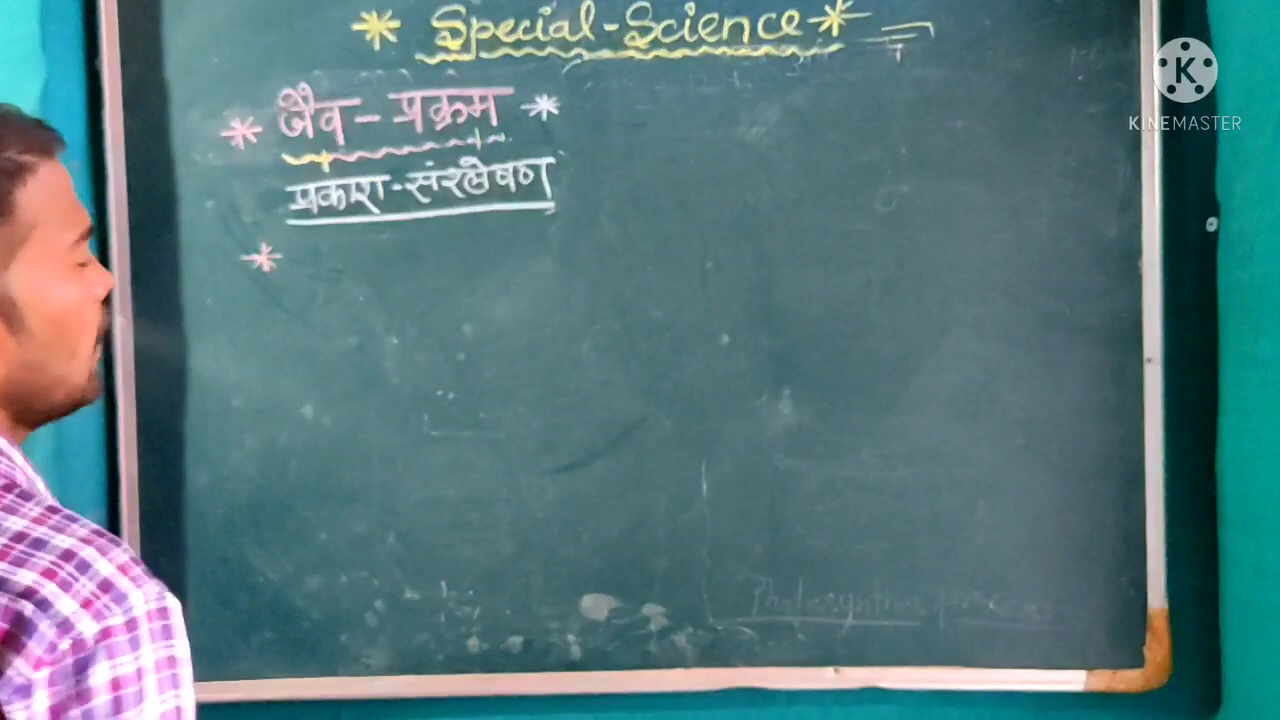 * Special-Science *
* जैव-प्रक्रम *
प्रकाश-संश्लेषण
*
KINEMASTER